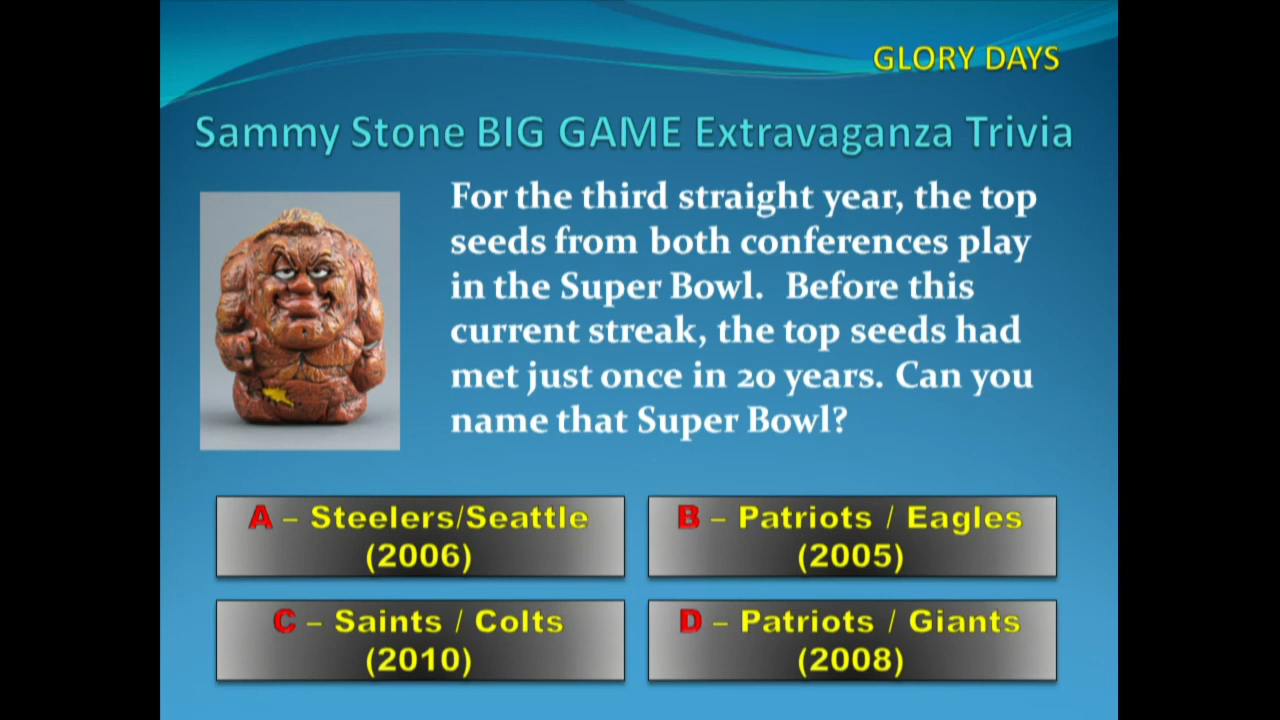 GLORY DAYS
Sammy Stone BIG GAME Extravaganza Trivia
For the third straight year, the top
seeds from both conferences play
in the Super Bowl. Before this
current streak, the top seeds had
met just once in 20 years. Can you
name that Super Bowl?
A – Steelers/Seattle
(2006)
B – Patriots / Eagles
(2005)
C – Saints / Colts
(2010)
D – Patriots / Giants
(2008)